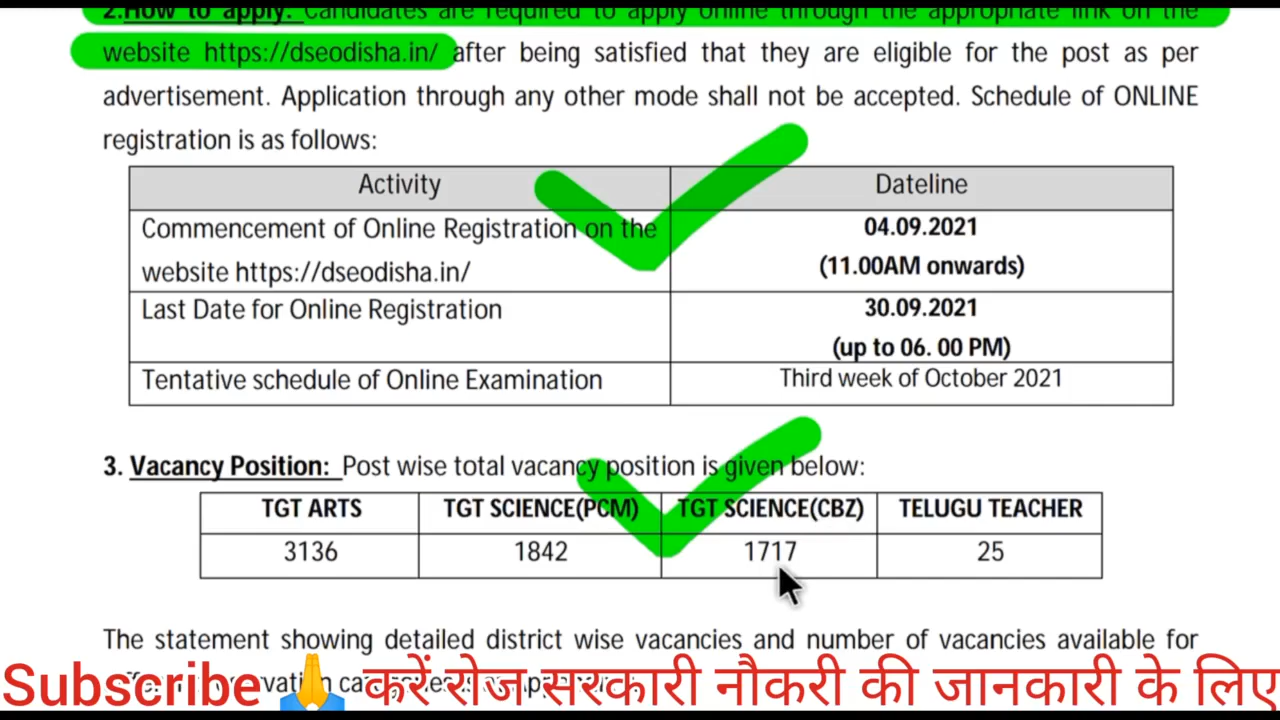 2.How to apply: Candidates are required to apply online through the appropriate link on the
website https://dseodisha.in/ after being satisfied that they are eligible for the post as per
advertisement. Application through any other mode shall not be accepted. Schedule of ONLINE
registration is as follows:
Activity Dateline
Commencement of Online Registration on the website https://dseodisha.in/ 04.09.2021 (11.00AM onwards)
Last Date for Online Registration 30.09.2021 (up to 06. 00 PM)
Tentative schedule of Online Examination Third week of October 2021
3. Vacancy Position: Post wise total vacancy position is given below:
TGT ARTS TGT SCIENCE(PCM) TGT SCIENCE(CBZ) TELUGU TEACHER
3136 1842 1717 25
The statement showing detailed district wise vacancies and number of vacancies available for
Subscribe 🙏 करें रोज सरकारी नौकरी की जानकारी के लिए